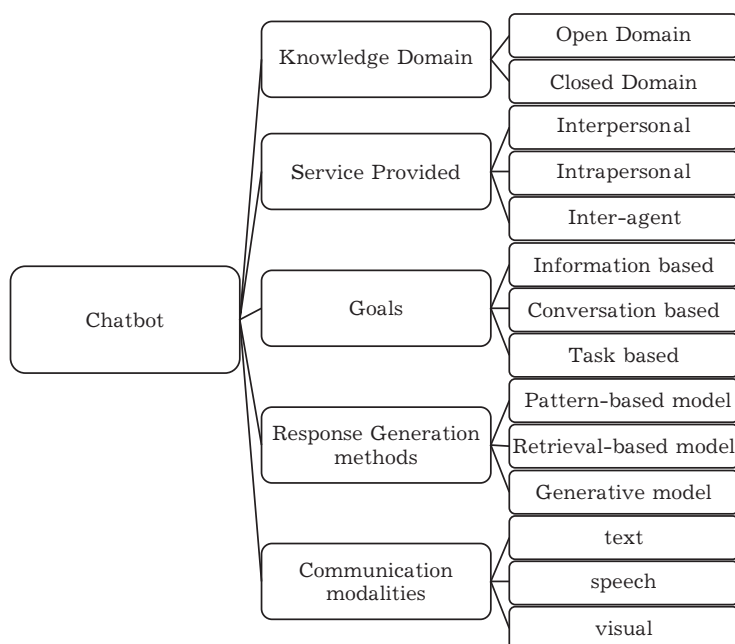 Chatbot
Knowledge Domain
Open Domain
Closed Domain
Service Provided
Interpersonal
Intrapersonal
Inter-agent
Goals
Information based
Conversation based
Task based
Response Generation
methods
Pattern-based model
Retrieval-based model
Generative model
Communication
modalities
text
speech
visual